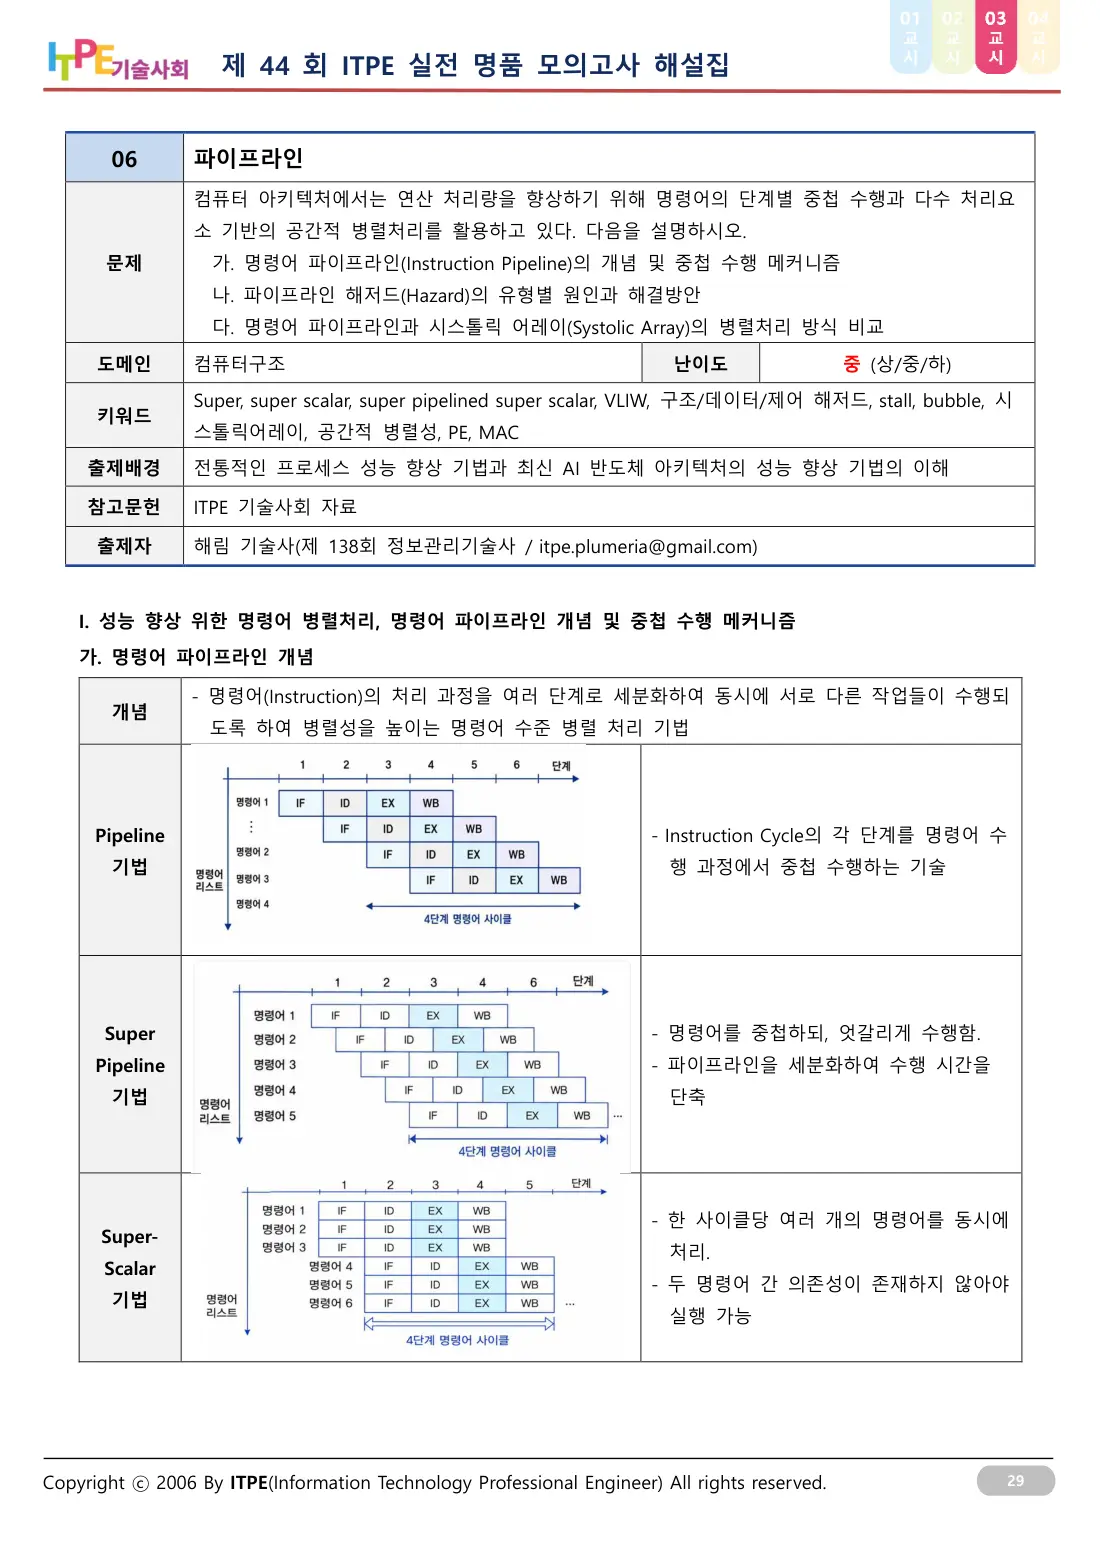 01 교시
02 교시
03 교시
04 교시
ITPE기술사회 제 44 회 ITPE 실전 명품 모의고사 해설집
06 파이프라인
문제
컴퓨터 아키텍처에서는 연산 처리량을 향상하기 위해 명령어의 단계별 중첩 수행과 다수 처리요
소 기반의 공간적 병렬처리를 활용하고 있다. 다음을 설명하시오.
가. 명령어 파이프라인(Instruction Pipeline)의 개념 및 중첩 수행 메커니즘
나. 파이프라인 해저드(Hazard)의 유형별 원인과 해결방안
다. 명령어 파이프라인과 시스톨릭 어레이(Systolic Array)의 병렬처리 방식 비교
도메인 컴퓨터구조 난이도 중 (상/중/하)
키워드
Super, super scalar, super pipelined super scalar, VLIW, 구조/데이터/제어 해저드, stall, bubble, 시
스톨릭어레이, 공간적 병렬성, PE, MAC
출제배경 전통적인 프로세스 성능 향상 기법과 최신 AI 반도체 아키텍처의 성능 향상 기법의 이해
참고문헌 ITPE 기술사회 자료
출제자 해림 기술사(제 138회 정보관리기술사 / itpe.plumeria@gmail.com)
I. 성능 향상 위한 명령어 병렬처리, 명령어 파이프라인 개념 및 중첩 수행 메커니즘
가. 명령어 파이프라인 개념
개념
- 명령어(Instruction)의 처리 과정을 여러 단계로 세분화하여 동시에 서로 다른 작업들이 수행되
도록 하여 병렬성을 높이는 명령어 수준 병렬 처리 기법
Pipeline
기법
1 2 3 4 5 6 단계
명령어 1 IF ID EX WB
⋮ IF ID EX WB
명령어 2 IF ID EX WB
명령어 3 IF ID EX WB
명령어 4
명령어
리스트
4단계 명령어 사이클
- Instruction Cycle의 각 단계를 명령어 수
행 과정에서 중첩 수행하는 기술
Super
Pipeline
기법
1 2 3 4 6 단계
명령어 1 IF ID EX WB
명령어 2 IF ID EX WB
명령어 3 IF ID EX WB
명령어 4 IF ID EX WB
명령어 5 IF ID EX WB ...
명령어
리스트
4단계 명령어 사이클
- 명령어를 중첩하되, 엇갈리게 수행함.
- 파이프라인을 세분화하여 수행 시간을
단축
Super-
Scalar
기법
1 2 3 4 5 단계
명령어 1 IF ID EX WB
명령어 2 IF ID EX WB
명령어 3 IF ID EX WB
명령어 4 IF ID EX WB
명령어 5 IF ID EX WB
명령어 6 IF ID EX WB ...
명령어
리스트
4단계 명령어 사이클
- 한 사이클당 여러 개의 명령어를 동시에
처리.
- 두 명령어 간 의존성이 존재하지 않아야
실행 가능
Copyright ⓒ 2006 By ITPE(Information Technology Professional Engineer) All rights reserved.
29